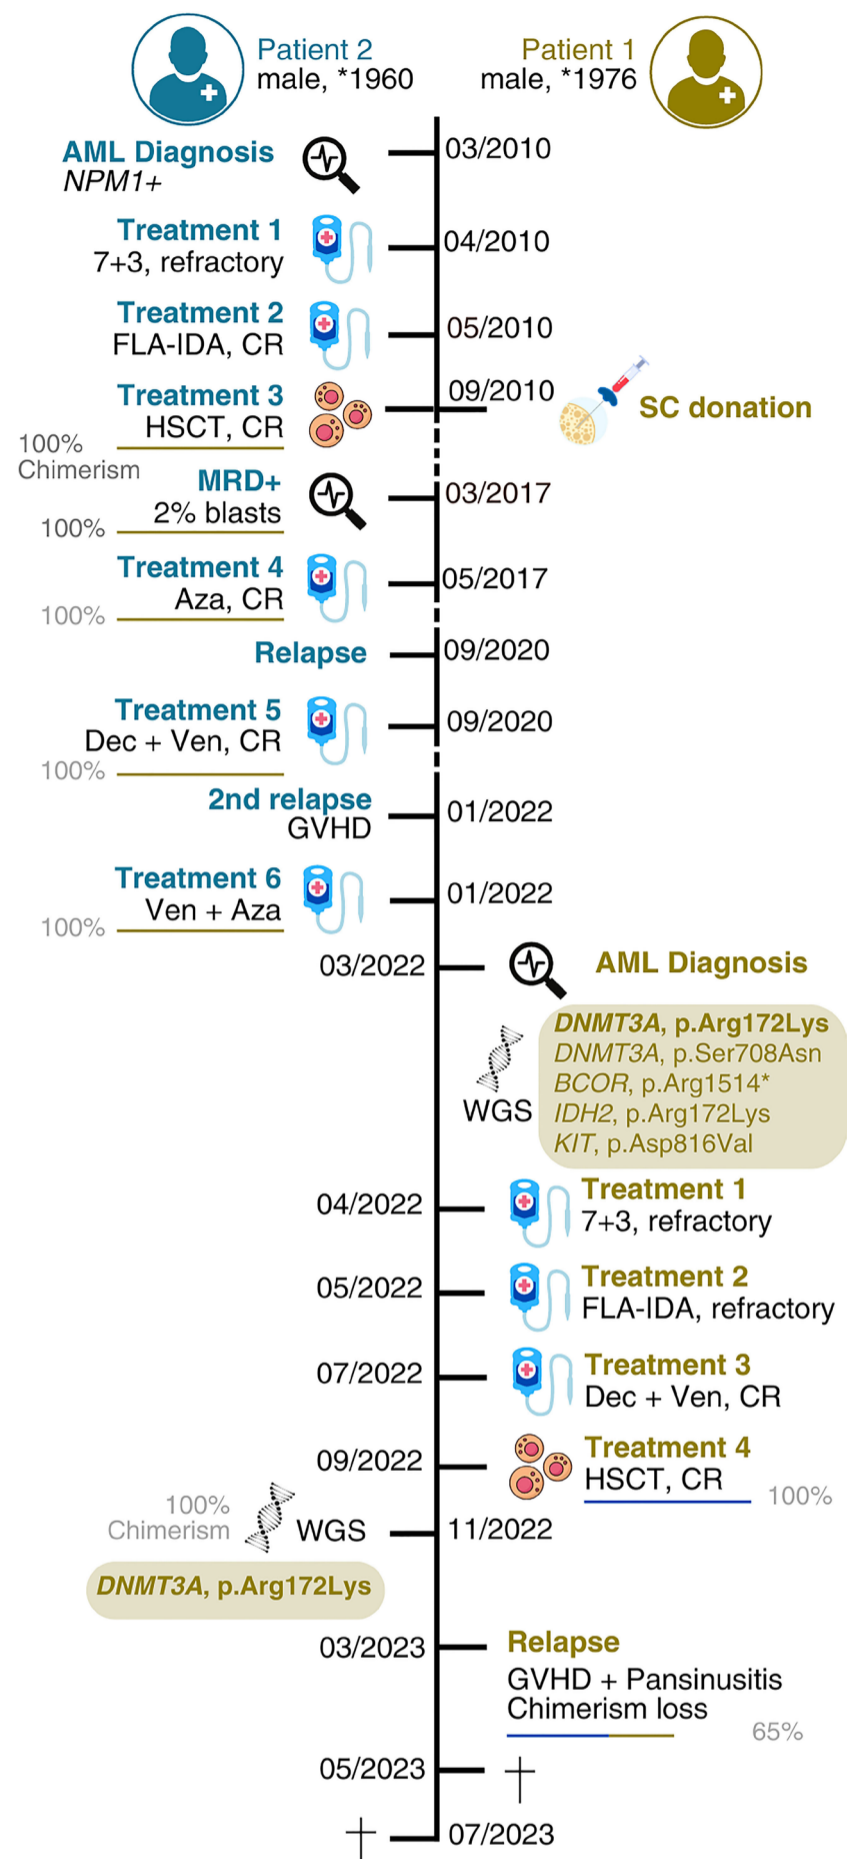 Patient 2
male, *1960
Patient 1
male, *1976
AML Diagnosis
NPM1+
03/2010
Treatment 1
7+3, refractory
04/2010
Treatment 2
FLA-IDA, CR
05/2010
Treatment 3
HSCT, CR
09/2010
SC donation
100%
Chimerism
MRD+
2% blasts
03/2017
100%
Treatment 4
Aza, CR
05/2017
100%
Relapse
09/2020
Treatment 5
Dec + Ven, CR
09/2020
100%
2nd relapse
GVHD
01/2022
Treatment 6
Ven + Aza
01/2022
100%
03/2022
AML Diagnosis
WGS
DNMT3A, p.Arg172Lys
DNMT3A, p.Ser708Asn
BCOR, p.Arg1514*
IDH2, p.Arg172Lys
KIT, p.Asp816Val
04/2022
Treatment 1
7+3, refractory
05/2022
Treatment 2
FLA-IDA, refractory
07/2022
Treatment 3
Dec + Ven, CR
09/2022
Treatment 4
HSCT, CR
100%
100%
Chimerism
WGS
11/2022
DNMT3A, p.Arg172Lys
03/2023
Relapse
GVHD + Pansinusitis
Chimerism loss
65%
05/2023
07/2023